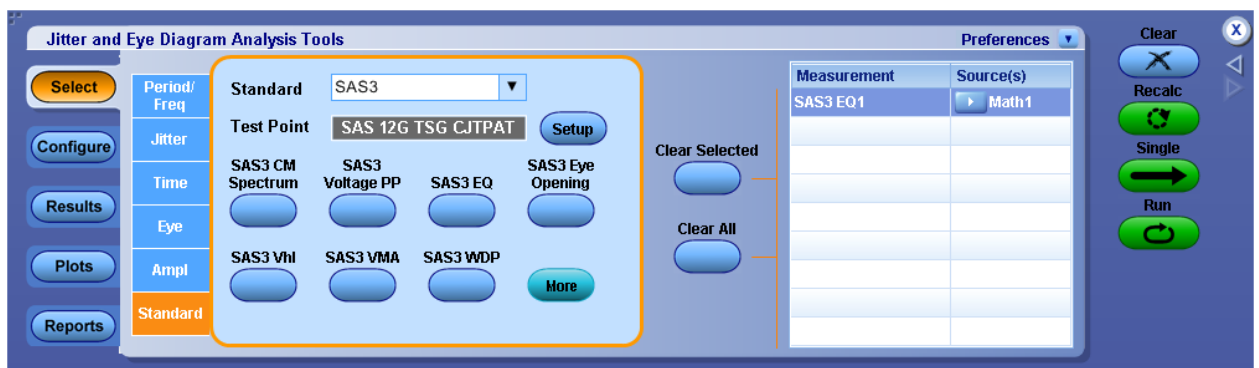 Jitter and Eye Diagram Analysis Tools
Preferences
Clear
X
Select
Configure
Results
Plots
Reports
Period/
Freq
Jitter
Time
Eye
Ampl
Standard
Standard
SAS3
Test Point
SAS 12G TSG CJTPAT
Setup
SAS3 CM
Spectrum
SAS3
Voltage PP
SAS3 EQ
SAS3 Eye
Opening
SAS3 Vhl
SAS3 VMA
SAS3 WDP
More
Clear Selected
Clear All
Measurement
Source(s)
SAS3 EQ1
Math1
Recalc
Single
Run